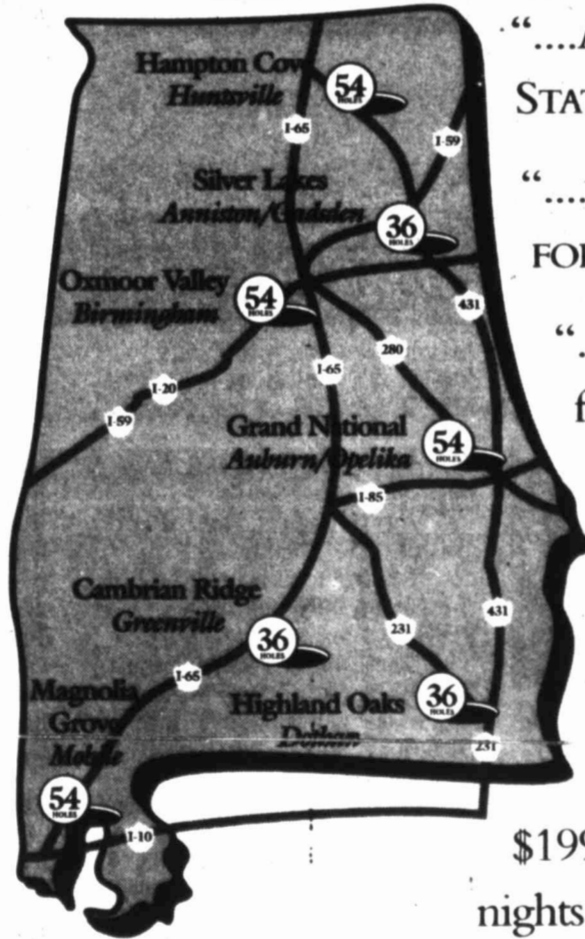 Hampton Cove
Huntsville
54
HOLES
I-65
I-59
Silver Lakes
Anniston/Gadsden
36
HOLES
Oxmoor Valley
Birmingham
54
HOLES
431
280
I-65
I-20
I-59
Grand National
Auburn/Opelika
54
HOLES
I-85
Cambrian Ridge
Greenville
36
HOLES
231
431
I-65
Magnolia
Grove
Mobile
Highland Oaks
Dothan
36
HOLES
231
54
HOLES
I-10
"....
STAT
"....
FOR
"..
f
$199
nights